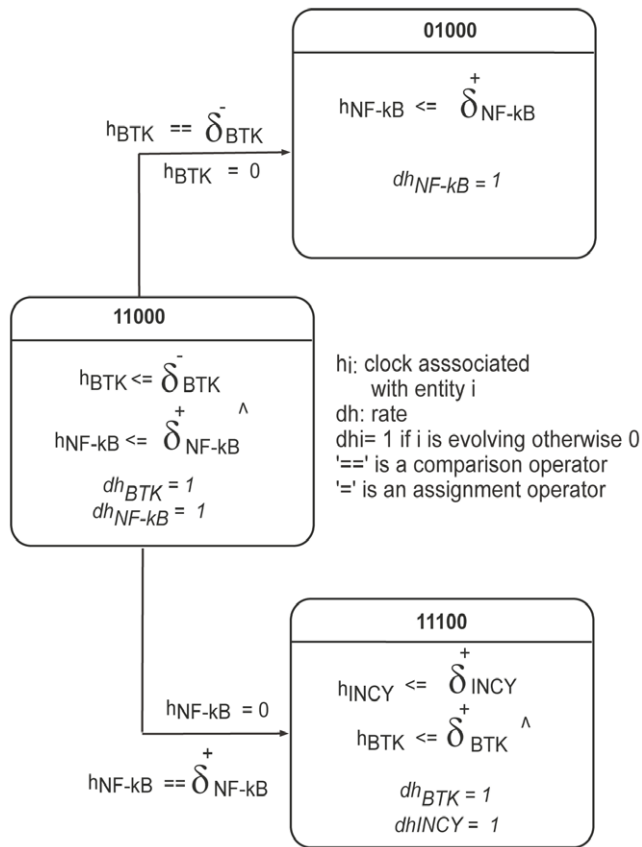 01000
hNF-kB <= δ⁺NF-kB
dhNF-kB = 1
hBTK == δ⁻BTK
hBTK = 0
11000
hBTK <= δ⁻BTK
hNF-kB <= δ⁺NF-kB ^
dhBTK = 1
dhNF-kB = 1
hi: clock asssociated
with entity i
dh: rate
dhi= 1 if i is evolving otherwise 0
'==' is a comparison operator
'=' is an assignment operator
11100
hINCY <= δ⁺INCY
hBTK <= δ⁺BTK ^
dhBTK = 1
dhINCY = 1
hNF-kB = 0
hNF-kB == δ⁺NF-kB